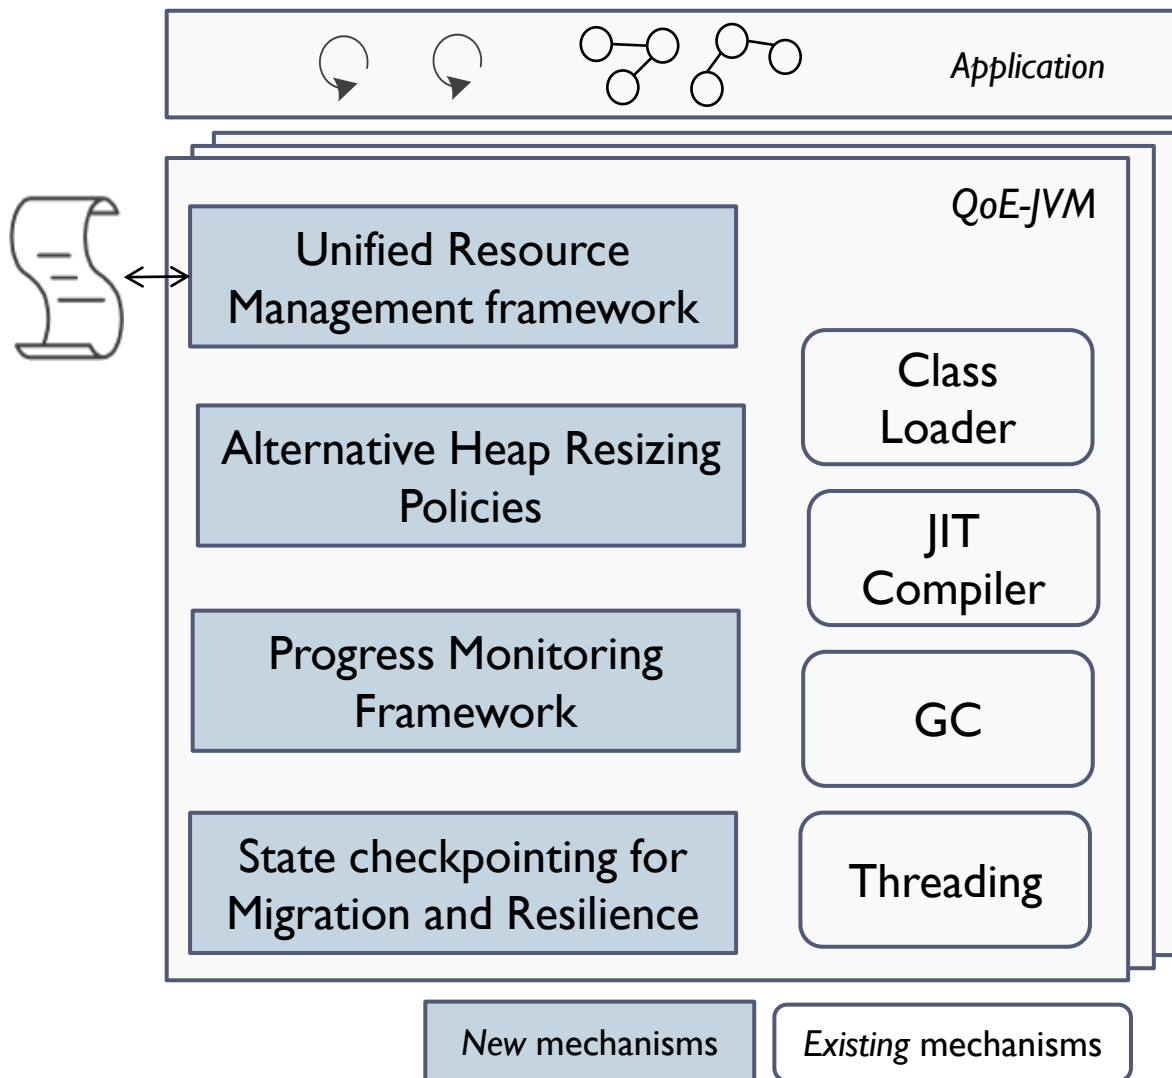 Application
QoE-JVM
Unified Resource
Management framework
Alternative Heap Resizing
Policies
Progress Monitoring
Framework
State checkpointing for
Migration and Resilience
Class
Loader
JIT
Compiler
GC
Threading
New mechanisms
Existing mechanisms